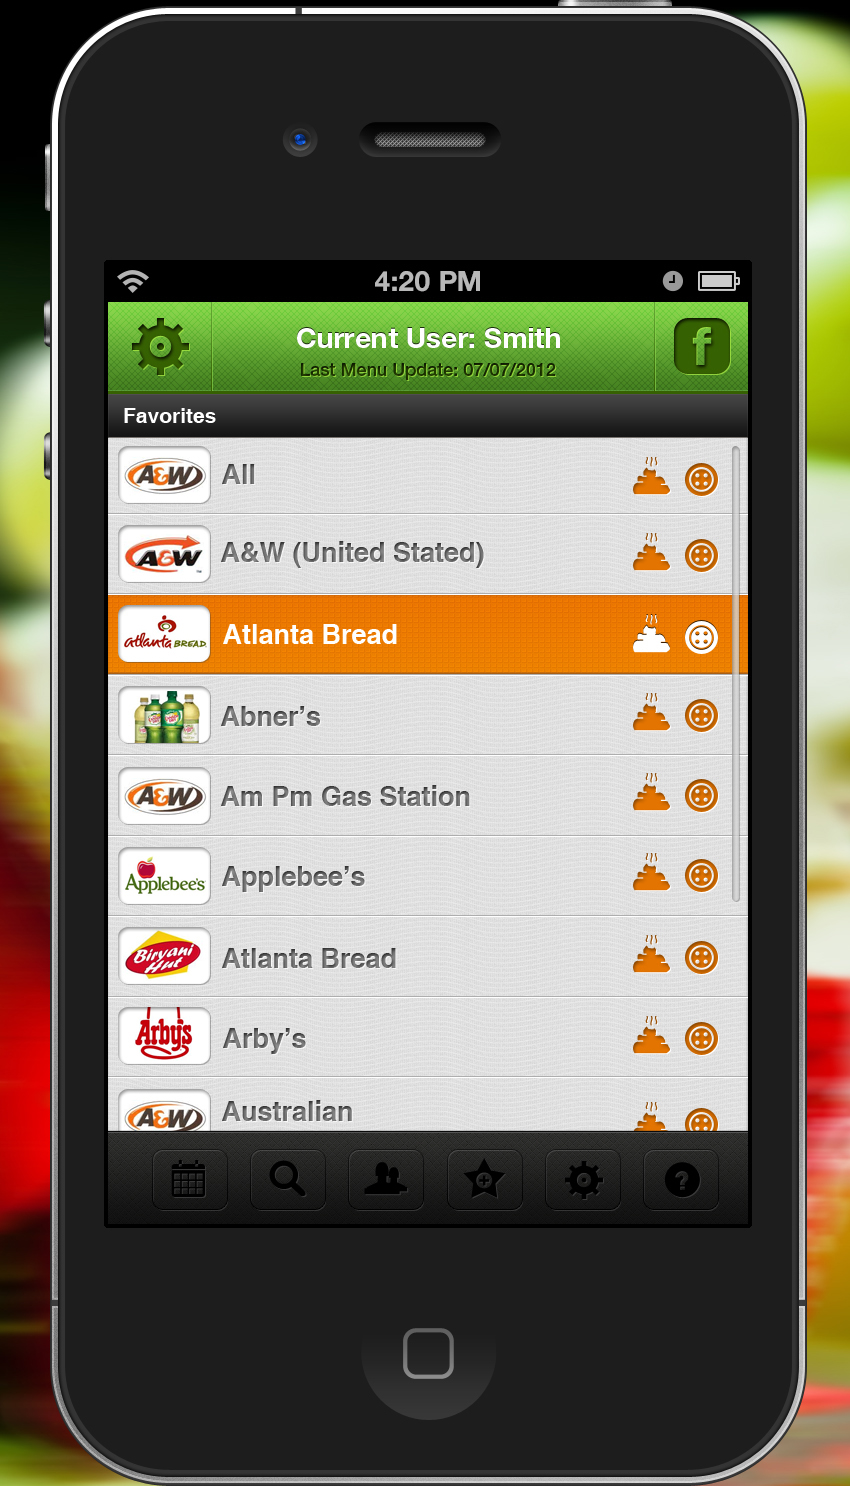 4:20 PM
Current User: Smith
Last Menu Update: 07/07/2012
f
Favorites
A&W
All
A&W
A&W (United Stated)
atlanta BREAD
Atlanta Bread
Abner's
A&W
Am Pm Gas Station
Applebee's
Applebee's
Biryani
Hut
Atlanta Bread
Arby's
Arby's
A&W
Australian
?